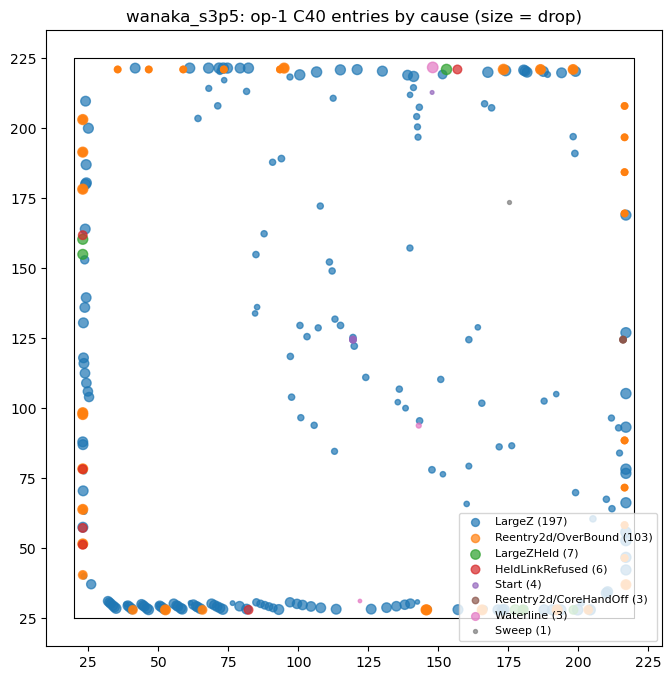 wanaka_s3p5: op-1 C40 entries by cause (size = drop)
225
200
175
150
125
100
75
50
25
LargeZ (197)
Reentry2d/OverBound (103)
LargeZHeld (7)
HeldLinkRefused (6)
Start (4)
Reentry2d/CoreHandOff (3)
Waterline (3)
Sweep (1)
25 50 75 100 125 150 175 200 225